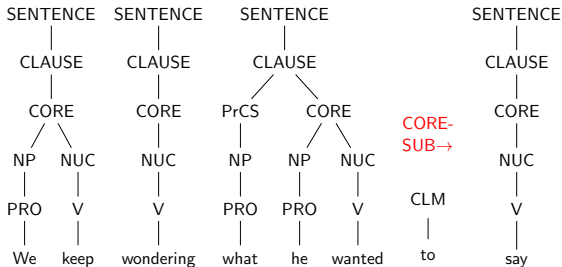 SENTENCE SENTENCE SENTENCE SENTENCE
CLAUSE CLAUSE CLAUSE CLAUSE
CORE CORE PrCS CORE CORE-SUB→ CORE
NP NUC NUC NP NP NUC NUC
PRO V V PRO PRO V CLM V
We keep wondering what he wanted to say